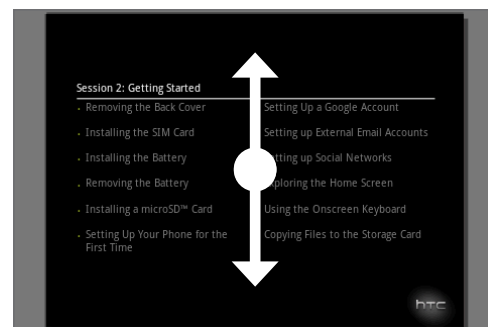 Session 2: Getting Started
Removing the Back Cover
Installing the SIM Card
Installing the Battery
Removing the Battery
Installing a microSD™ Card
Setting Up Your Phone for the
First Time
Setting Up a Google Account
Setting up External Email Accounts
up Social Networks
the Home Screen
Using the Onscreen Keyboard
Copying Files to the Storage Card
hTC